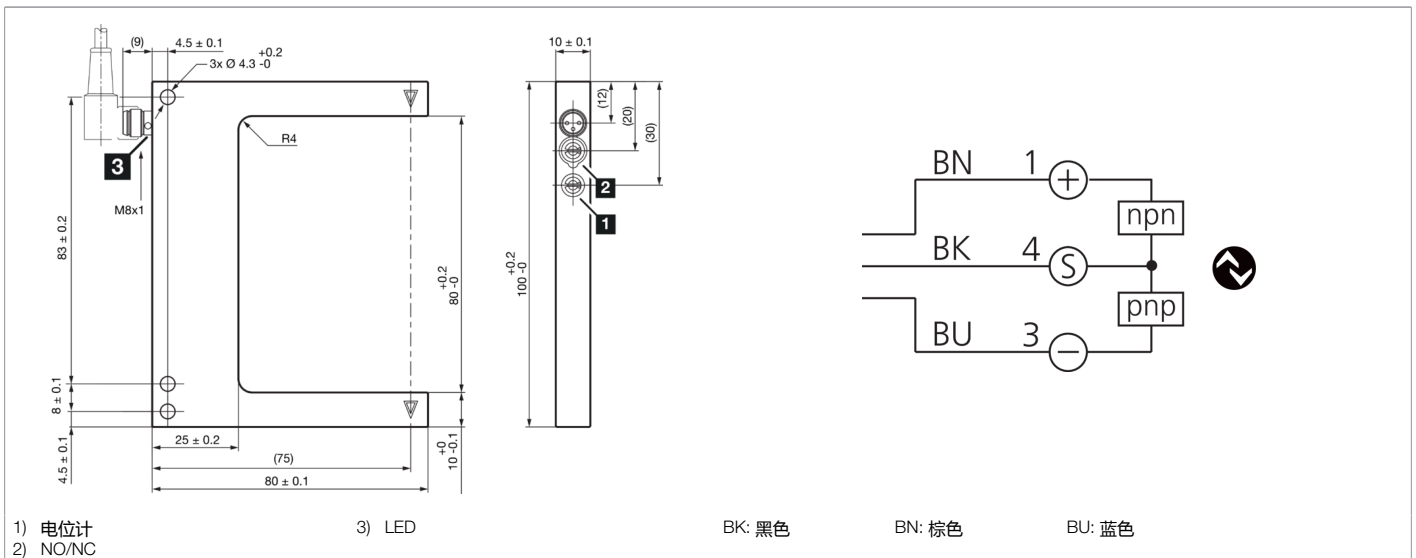 (9)
4.5 ± 0.1
+0.2
3x Ø 4.3 -0
R4
3
M8x1
83 ± 0.2
8 ± 0.1
4.5 ± 0.1
25 ± 0.2
(75)
80 ± 0.1
+0.2
80 -0
+0
10 -0.1
10 ± 0.1
(12)
(20)
(30)
2
1
+0.2
100 -0
BN 1 +
npn
BK 4 S
pnp
BU 3 −
1) 电位计 3) LED BK: 黑色 BN: 棕色 BU: 蓝色
2) NO/NC